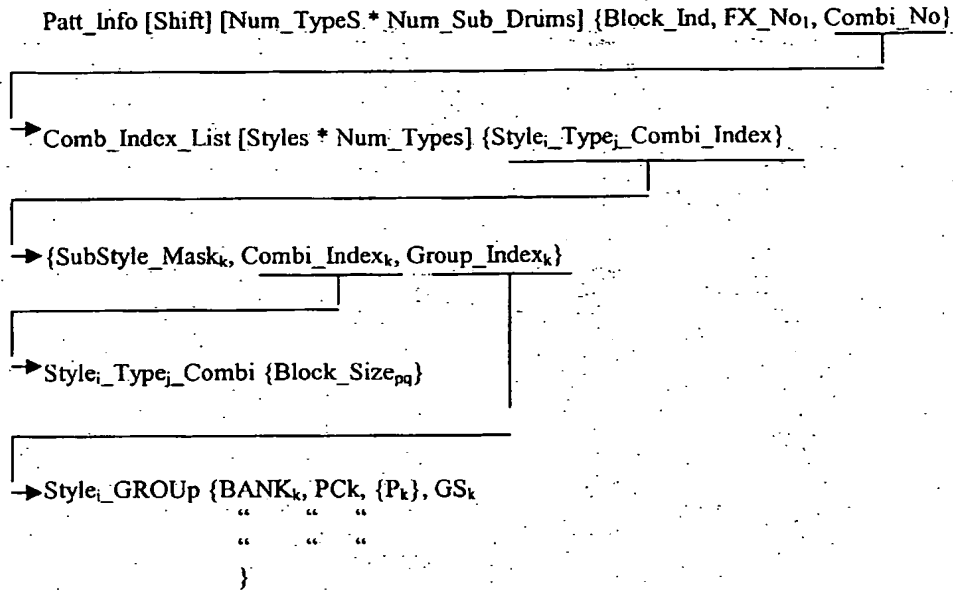 Patt_Info [Shift] [Num_TypeS * Num_Sub_Drums] {Block_Ind, FX_No₁, Combi_No}
Comb_Index_List [Styles * Num_Types] {Styleᵢ_Typeⱼ_Combi_Index}
{SubStyle_Maskₖ, Combi_Indexₖ, Group_Indexₖ}
Styleᵢ_Typeⱼ_Combi {Block_Size_pq}
Styleᵢ_GROUp {BANKₖ, PCk, {Pₖ}, GSₖ
“ “ “
“ “ “
}